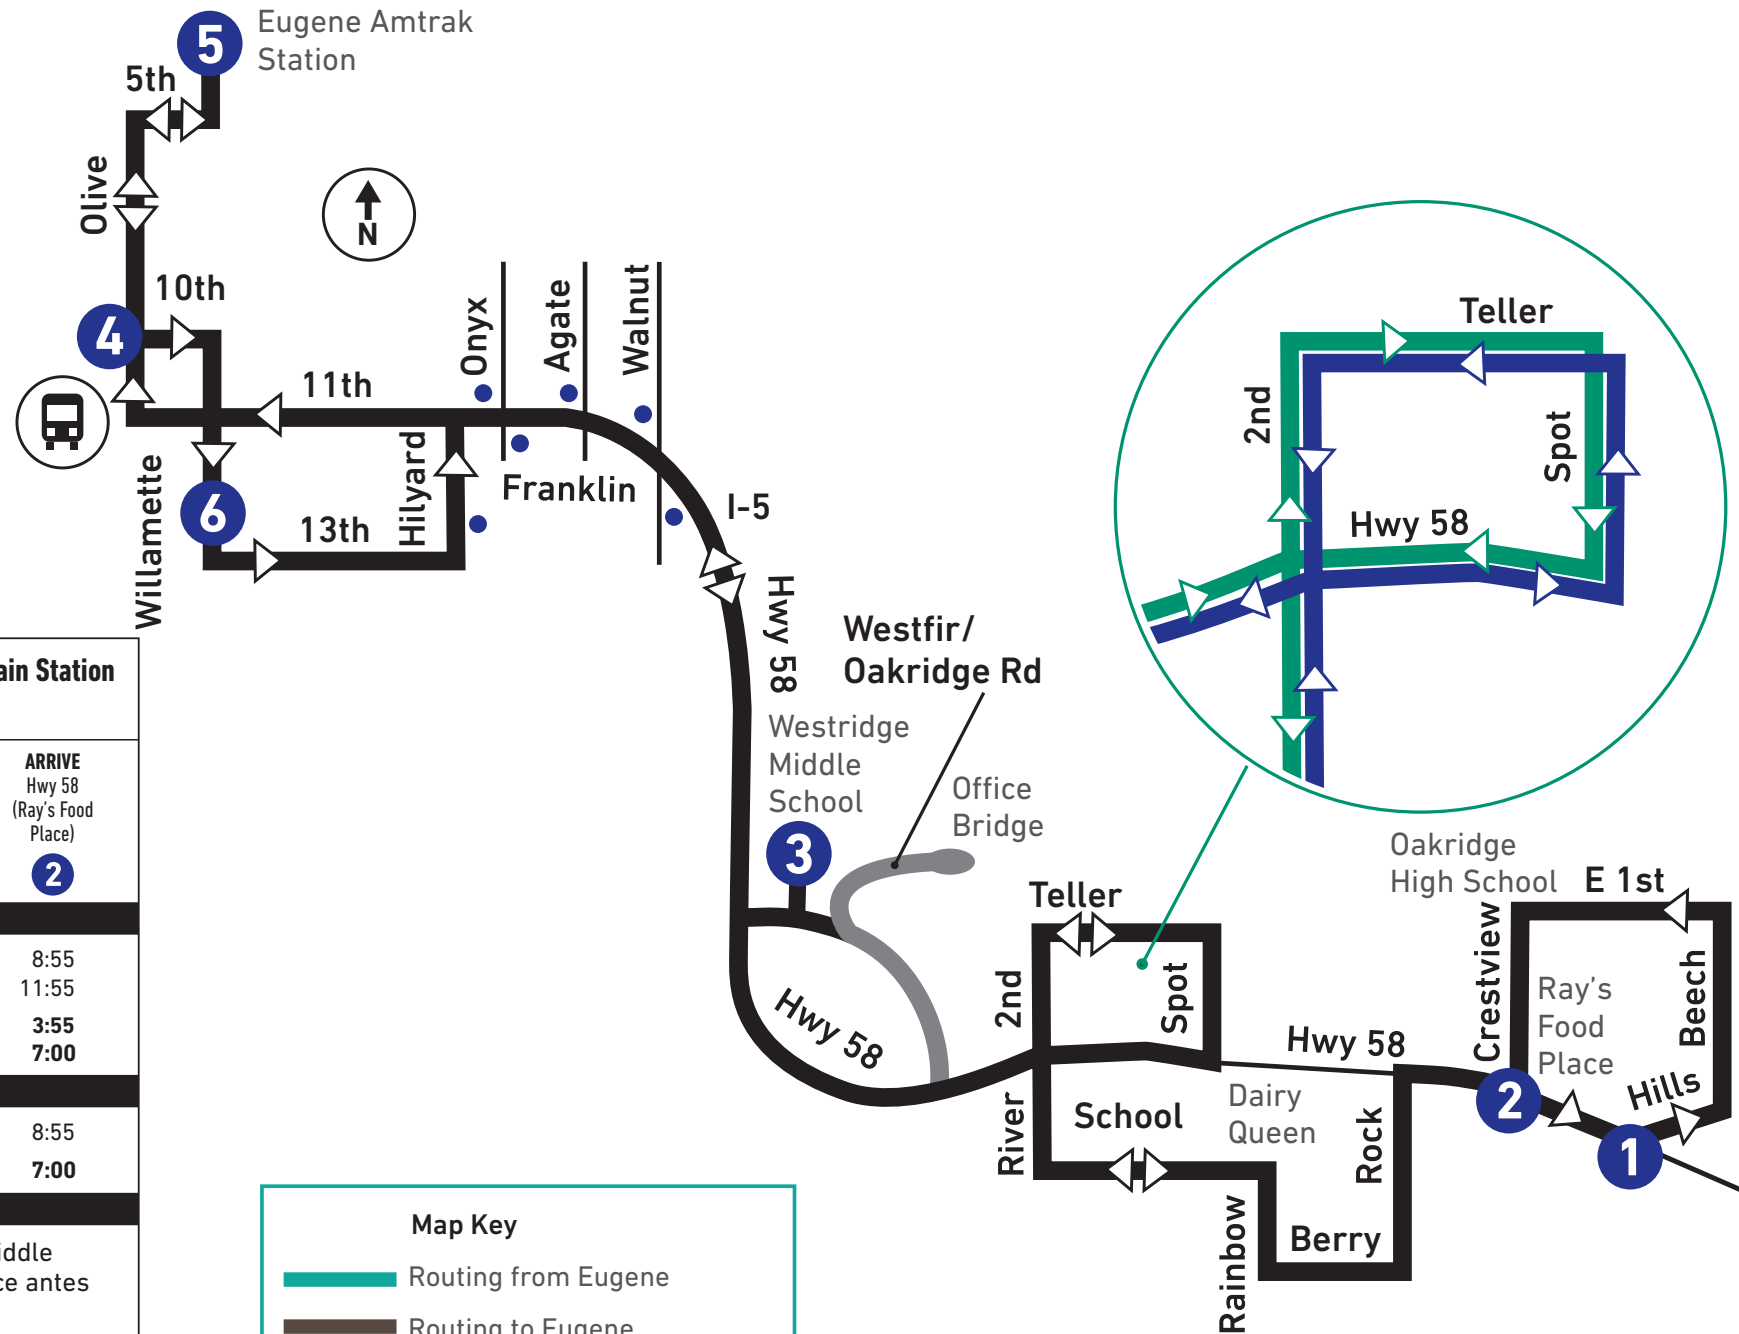 5
Eugene Amtrak
Station
5th
Olive
N
10th
4
11th
Onyx
Agate
Walnut
Willamette
6
13th
Hilyard
Franklin
I-5
Hwy 58
Teller
2nd
Spot
Hwy 58
Westfir/
Oakridge Rd
Westridge
Middle
School
3
Office
Bridge
Hwy 58
Teller
2nd
Spot
Hwy 58
River
School
Dairy
Queen
Rock
Rainbow
Berry
Oakridge
High School
E 1st
Crestview
Ray's
Food
Place
Beech
Hills
2
1
Station
ARRIVE
Hwy 58
(Ray's Food
Place)
2
8:55
11:55
3:55
7:00
8:55
7:00
antes
Map Key
Routing from Eugene
Routing to Eugene